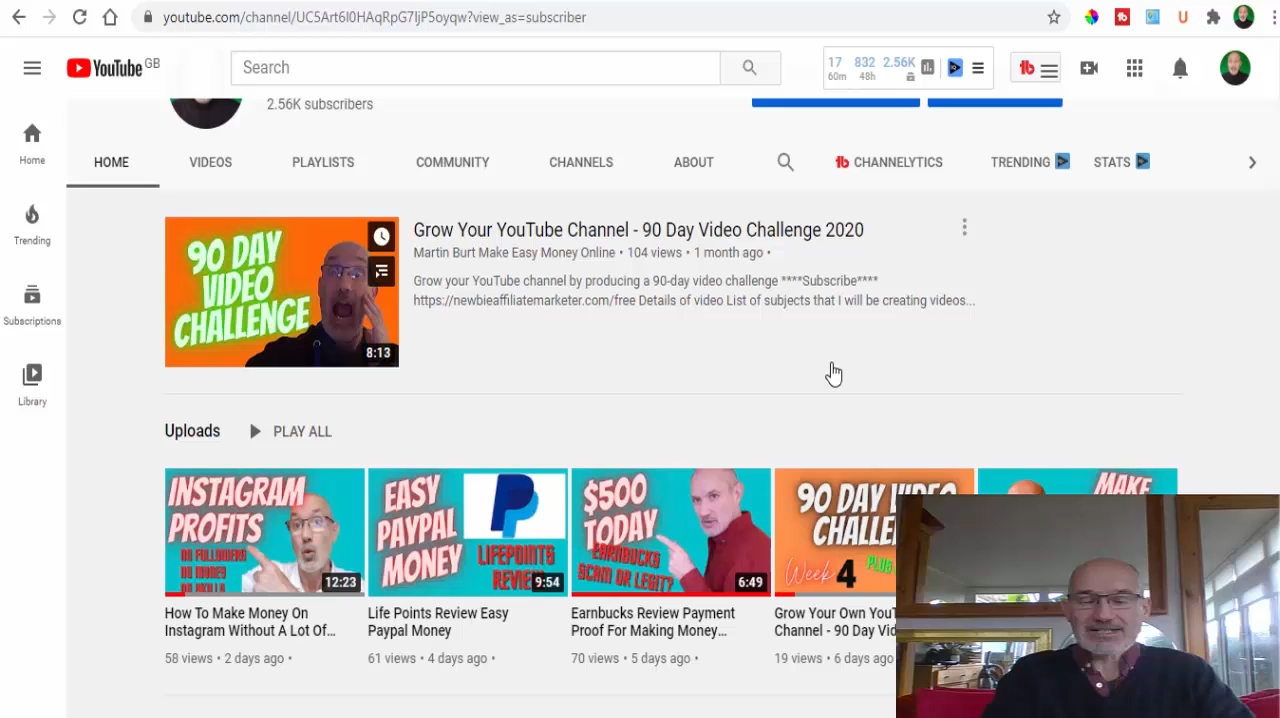 youtube.com/channel/UC5Art6I0HAqRpG7IjP5oyqw?view_as=subscriber
YouTube GB
Search
17 832 2.56K
60m 48h
2.56K subscribers
HOME VIDEOS PLAYLISTS COMMUNITY CHANNELS ABOUT CHANNELYTICS TRENDING STATS
Home
Trending
Subscriptions
Library
90 DAY
VIDEO
CHALLENGE
8:13
Grow Your YouTube Channel - 90 Day Video Challenge 2020
Martin Burt Make Easy Money Online • 104 views • 1 month ago •
Grow your YouTube channel by producing a 90-day video challenge ****Subscribe****
https://newbieaffiliatemarketer.com/free Details of video List of subjects that I will be creating videos...
Uploads PLAY ALL
INSTAGRAM
PROFITS
NO FOLLOWERS
NO MONEY
12:23
How To Make Money On
Instagram Without A Lot Of...
58 views • 2 days ago •
EASY
PAYPAL
MONEY
LIFEPOINTS
REVIEW
9:54
Life Points Review Easy
Paypal Money
61 views • 4 days ago •
$500
TODAY
EARNBUCKS
SCAM OR LEGIT?
6:49
Earnbucks Review Payment
Proof For Making Money...
70 views • 5 days ago •
90 DAY VIDEO
CHALL
Week 4 PLUS
Grow Your Own YouT
Channel - 90 Day Vid
19 views • 6 days ago
MAKE